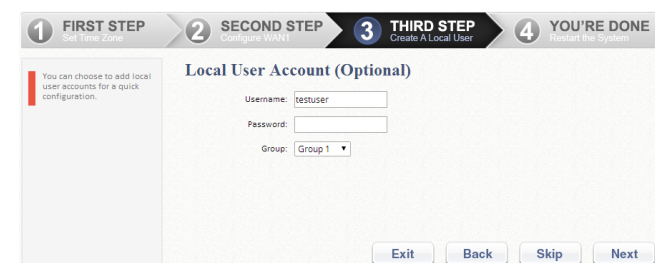 1 FIRST STEP
Set Time Zone
2 SECOND STEP
Configure WAN1
3 THIRD STEP
Create A Local User
4 YOU'RE DONE
Restart the System
You can choose to add local
user accounts for a quick
configuration.
Local User Account (Optional)
Username: testuser
Password:
Group: Group 1
Exit Back Skip Next